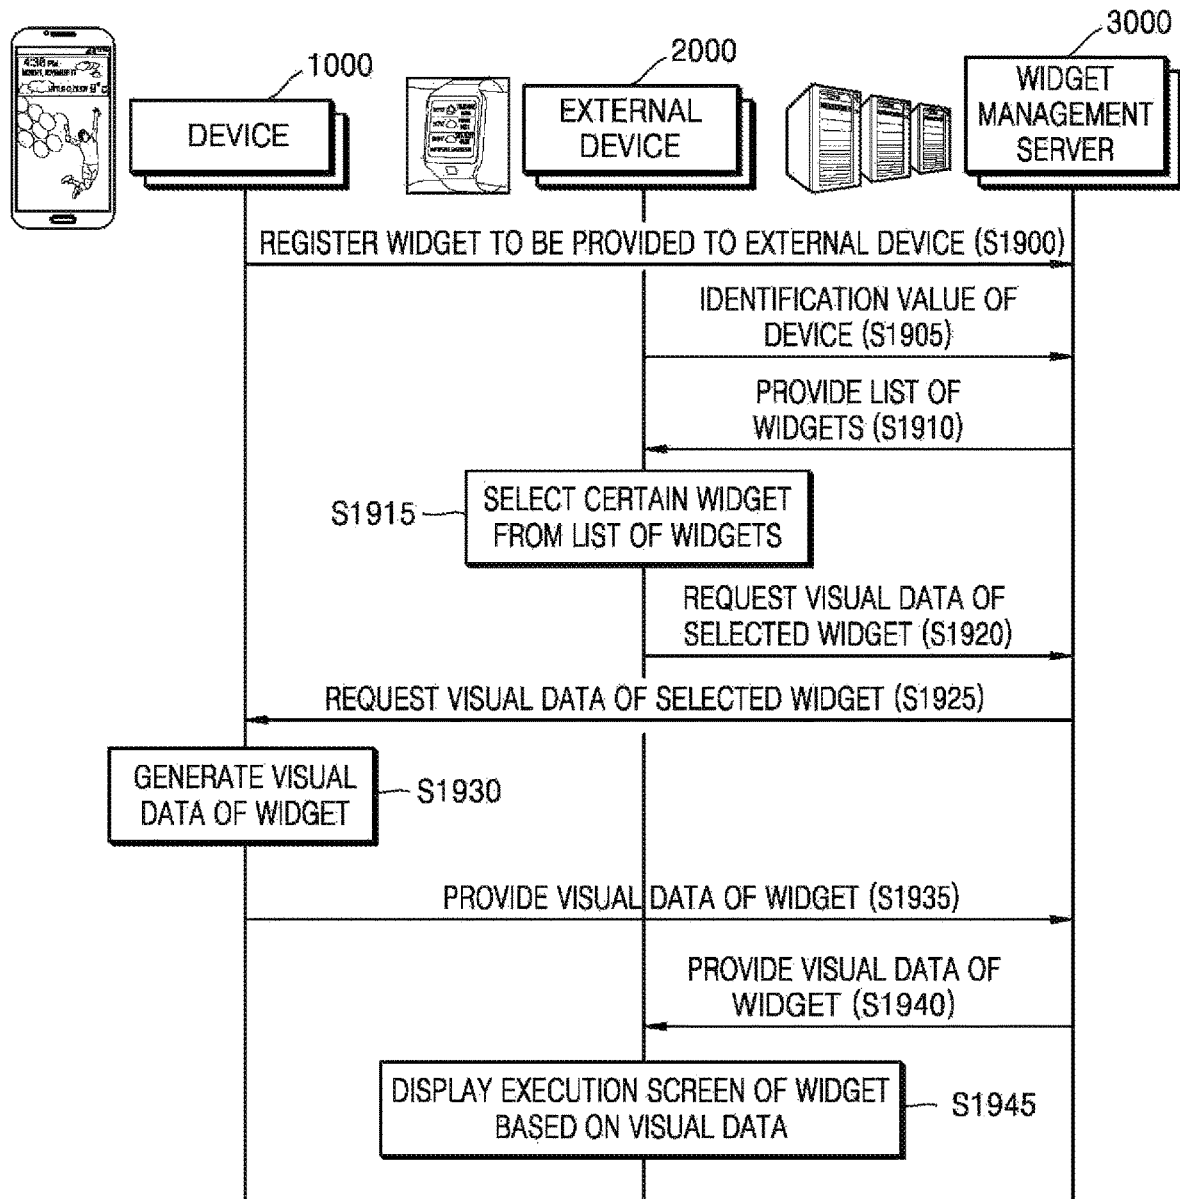 1000
2000
3000
4:38 PM
DEVICE
EXTERNAL
DEVICE
WIDGET
MANAGEMENT
SERVER
REGISTER WIDGET TO BE PROVIDED TO EXTERNAL DEVICE (S1900)
IDENTIFICATION VALUE OF
DEVICE (S1905)
PROVIDE LIST OF
WIDGETS (S1910)
S1915
SELECT CERTAIN WIDGET
FROM LIST OF WIDGETS
REQUEST VISUAL DATA OF
SELECTED WIDGET (S1920)
REQUEST VISUAL DATA OF SELECTED WIDGET (S1925)
GENERATE VISUAL
DATA OF WIDGET
S1930
PROVIDE VISUAL DATA OF WIDGET (S1935)
PROVIDE VISUAL DATA OF
WIDGET (S1940)
DISPLAY EXECUTION SCREEN OF WIDGET
BASED ON VISUAL DATA
S1945